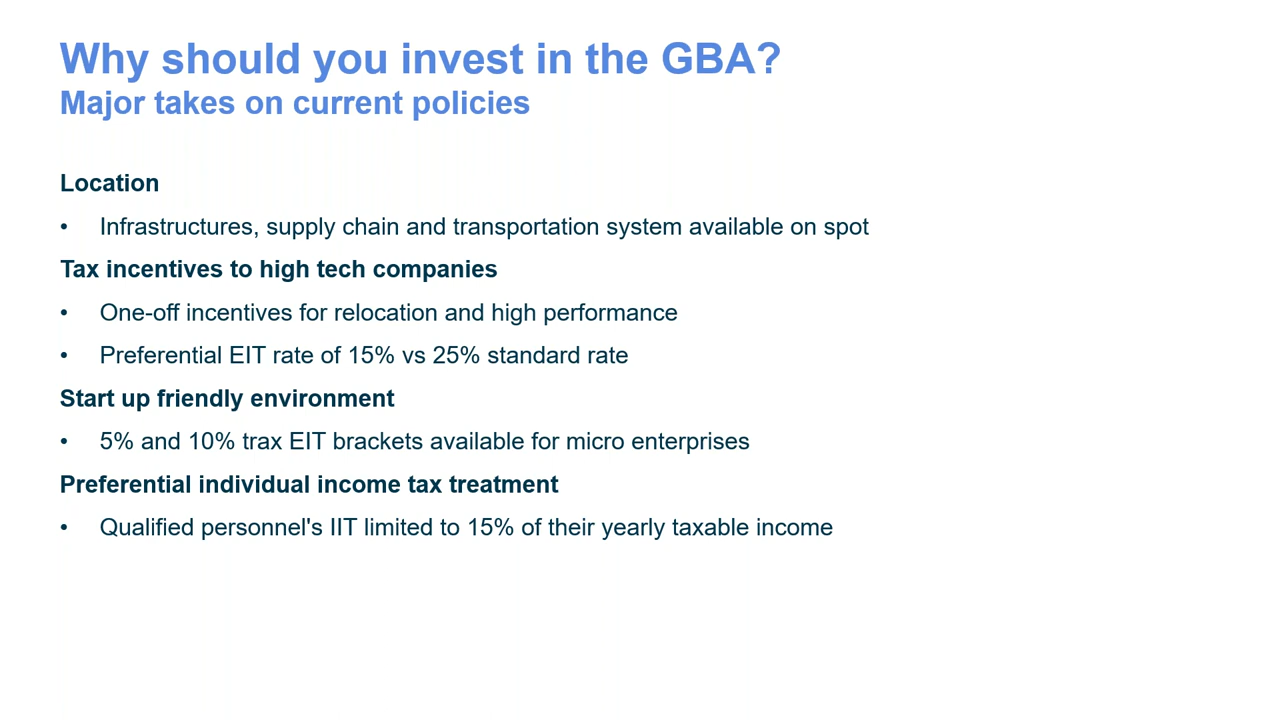 Why should you invest in the GBA?
Major takes on current policies
Location
• Infrastructures, supply chain and transportation system available on spot
Tax incentives to high tech companies
• One-off incentives for relocation and high performance
• Preferential EIT rate of 15% vs 25% standard rate
Start up friendly environment
• 5% and 10% trax EIT brackets available for micro enterprises
Preferential individual income tax treatment
• Qualified personnel's IIT limited to 15% of their yearly taxable income